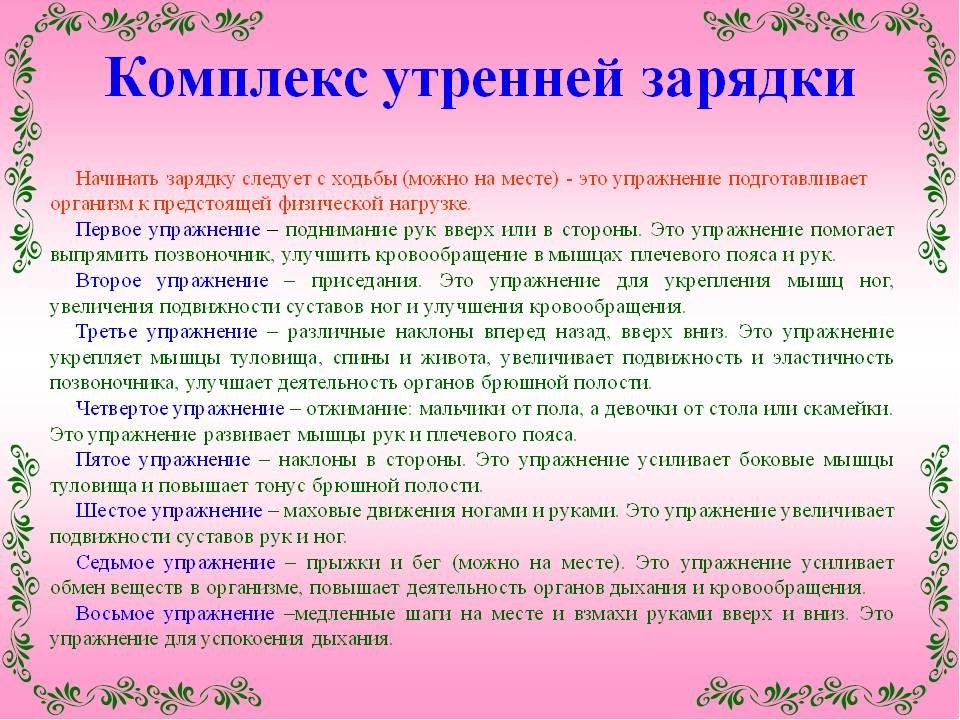 Комплекс утренней зарядки
Начинать зарядку следует с ходьбы (можно на месте) - это упражнение подготавливает
организм к предстоящей физической нагрузке.
Первое упражнение – поднимание рук вверх или в стороны. Это упражнение помогает
выпрямить позвоночник, улучшить кровообращение в мышцах плечевого пояса и рук.
Второе упражнение – приседания. Это упражнение для укрепления мышц ног,
увеличения подвижности суставов ног и улучшения кровообращения.
Третье упражнение – различные наклоны вперед назад, вверх вниз. Это упражнение
укрепляет мышцы туловища, спины и живота, увеличивает подвижность и эластичность
позвоночника, улучшает деятельность органов брюшной полости.
Четвертое упражнение – отжимание: мальчики от пола, а девочки от стола или скамейки.
Это упражнение развивает мышцы рук и плечевого пояса.
Пятое упражнение – наклоны в стороны. Это упражнение усиливает боковые мышцы
туловища и повышает тонус брюшной полости.
Шестое упражнение – маховые движения ногами и руками. Это упражнение увеличивает
подвижности суставов рук и ног.
Седьмое упражнение – прыжки и бег (можно на месте). Это упражнение усиливает
обмен веществ в организме, повышает деятельность органов дыхания и кровообращения.
Восьмое упражнение –медленные шаги на месте и взмахи руками вверх и вниз. Это
упражнение для успокоения дыхания.